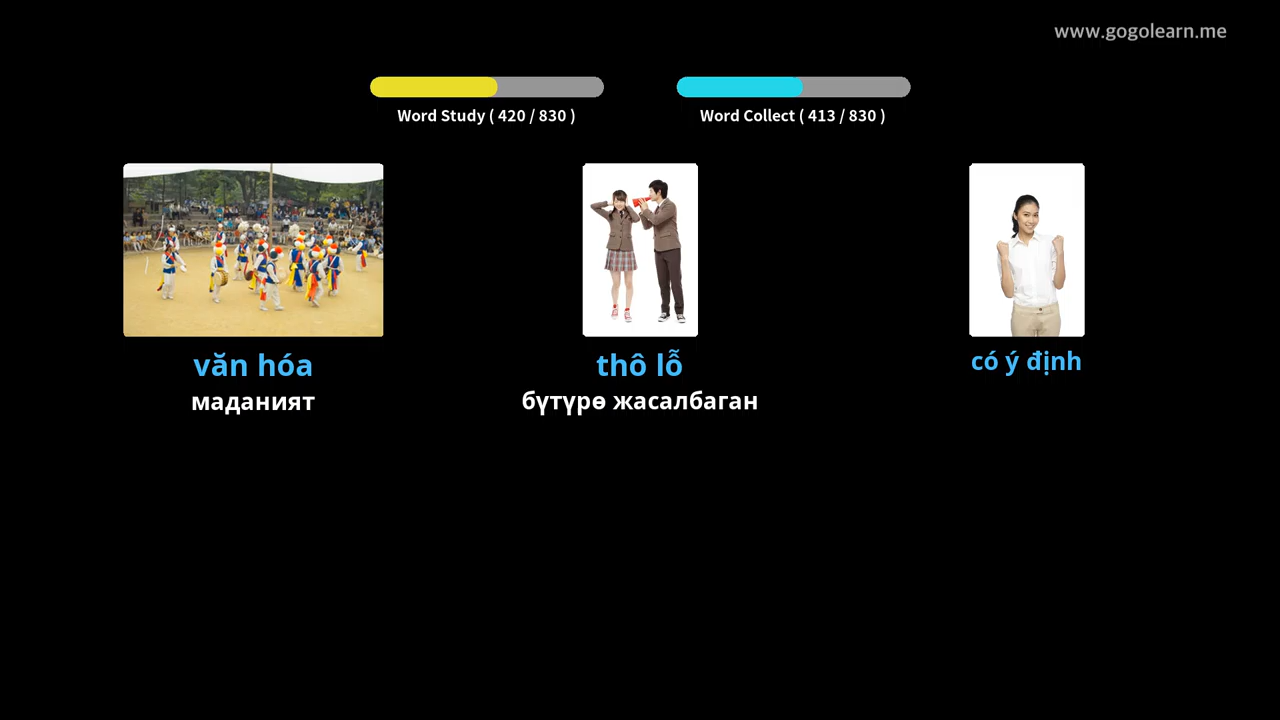 www.gogolearn.me
Word Study ( 420 / 830 )
Word Collect ( 413 / 830 )
văn hóa
маданият
thô lỗ
бүтүрө жасалбаган
có ý định